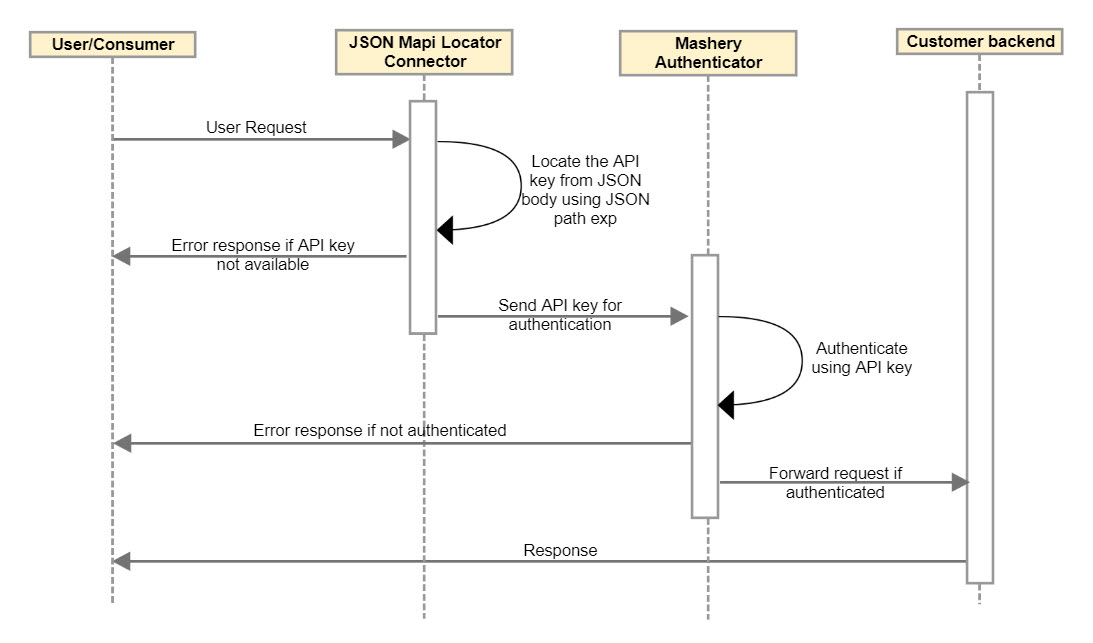 User/Consumer
JSON Mapi Locator
Connector
Mashery
Authenticator
Customer backend
User Request
Locate the API
key from JSON
body using JSON
path exp
Error response if API key
not available
Send API key for
authentication
Authenticate
using API key
Error response if not authenticated
Forward request if
authenticated
Response